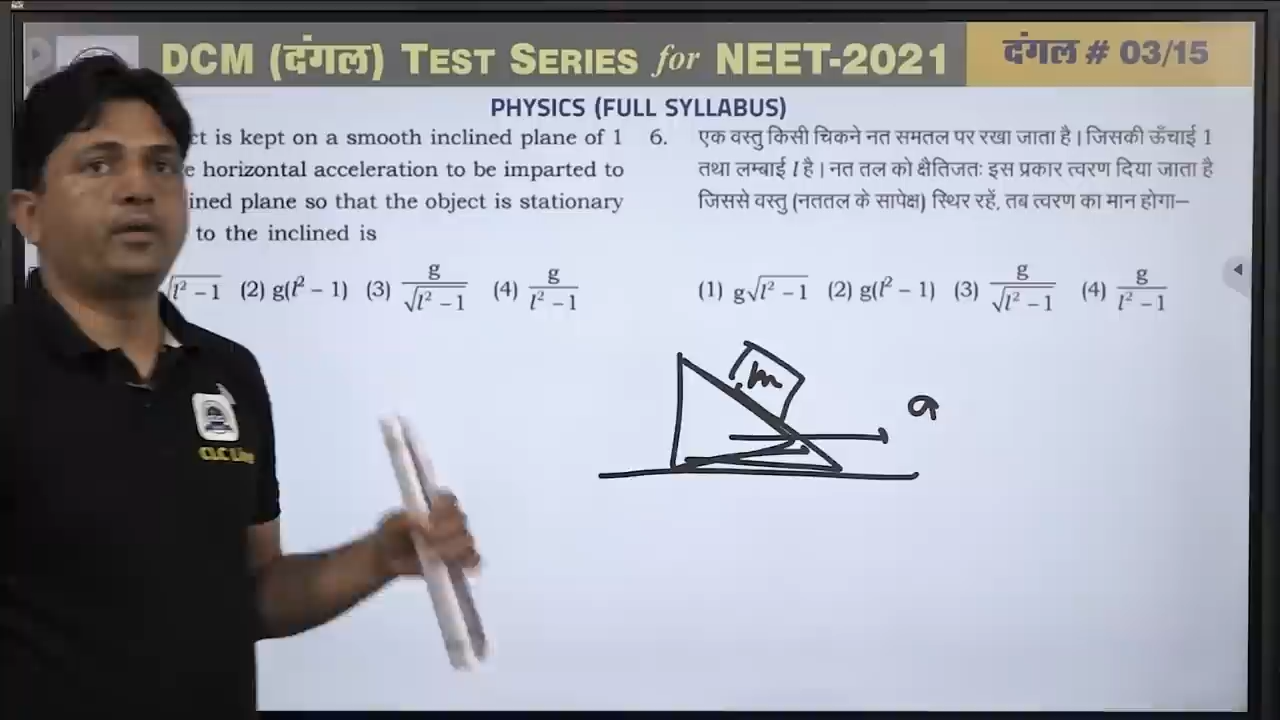 DCM (दंगल) TEST SERIES for NEET-2021
दंगल # 03/15
PHYSICS (FULL SYLLABUS)
is kept on a smooth inclined plane of 1
horizontal acceleration to be imparted to
plane so that the object is stationary
to the inclined is
√l² – 1 (2) g(l² – 1) (3) g/√l² – 1 (4) g/l² – 1
6. एक वस्तु किसी चिकने नत समतल पर रखा जाता है। जिसकी ऊँचाई 1
तथा लम्बाई l है। नत तल को क्षैतिजतः इस प्रकार त्वरण दिया जाता है
जिससे वस्तु (नततल के सापेक्ष) स्थिर रहें, तब त्वरण का मान होगा–
(1) g√l² – 1 (2) g(l² – 1) (3) g/√l² – 1 (4) g/l² – 1
m
a
CLC